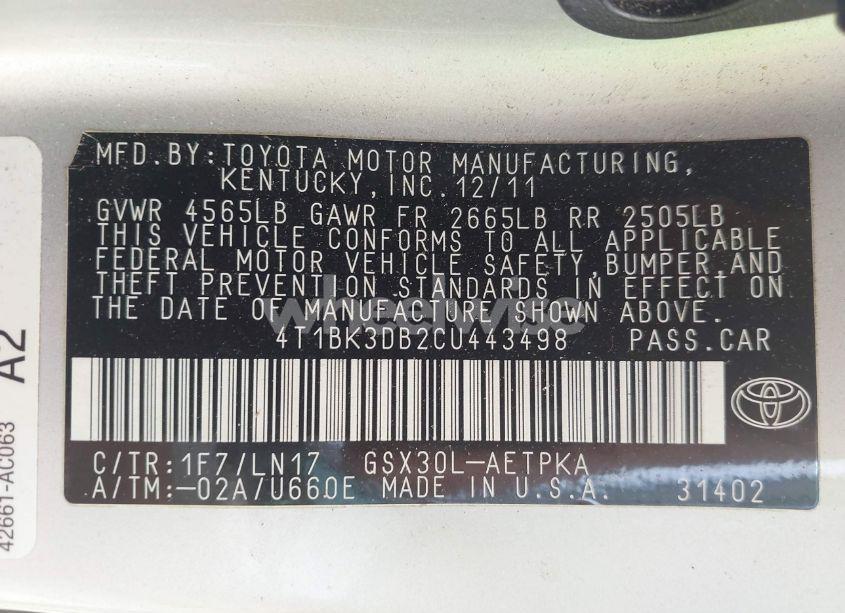 MFD.BY:TOYOTA MOTOR MANUFACTURING,
KENTUCKY,INC.12/11
GVWR 4565LB GAWR FR 2665LB RR 2505LB
THIS VEHICLE CONFORMS TO ALL APPLICABLE
FEDERAL MOTOR VEHICLE SAFETY,BUMPER,AND
THEFT PREVENTION STANDARDS IN EFFECT ON
THE DATE OF MANUFACTURE SHOWN ABOVE.
wheelwise
4T1BK3DB2CU443498 PASS.CAR
C/TR:1F7/LN17 GSX30L-AETPKA
A/TM:-02A/U660E MADE IN U.S.A. 31402
A2
42661-AC063